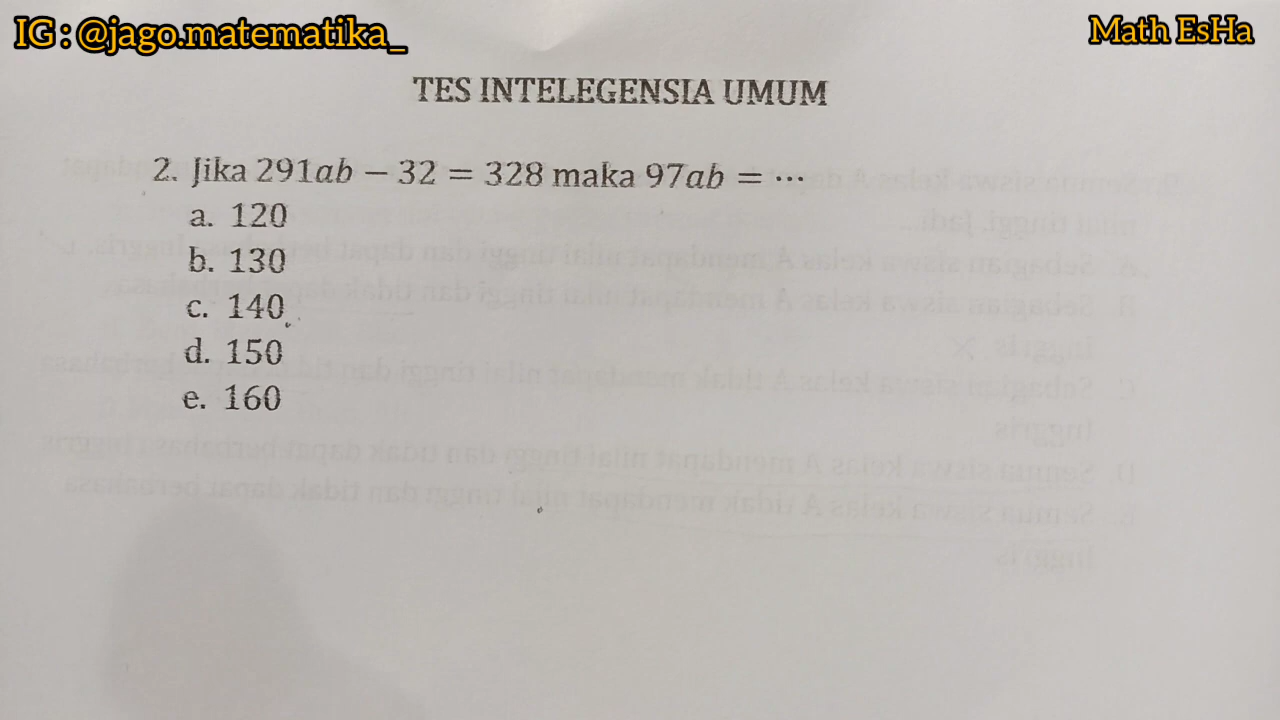 IG : @jago.matematika_
Math EsHa
TES INTELEGENSIA UMUM
2. Jika 291ab − 32 = 328 maka 97ab = ⋯
a. 120
b. 130
c. 140
d. 150
e. 160